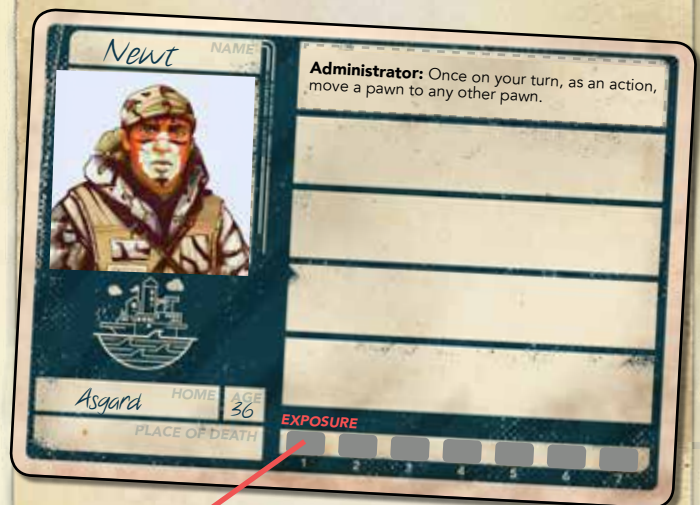 Newt NAME
Administrator: Once on your turn, as an action,
move a pawn to any other pawn.
Asgard HOME
AGE
36
PLACE OF DEATH
EXPOSURE
1 2 3 4 5 6 7